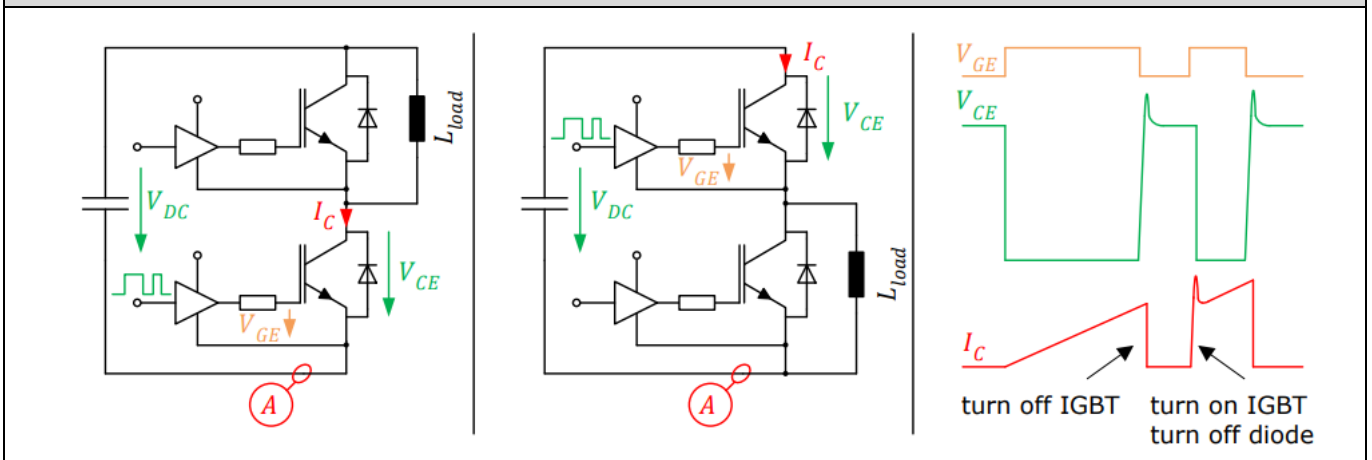 L_load
V_DC
I_C
V_CE
V_GE
A
I_C
V_CE
V_GE
V_DC
L_load
A
V_GE
V_CE
I_C
turn off IGBT
turn on IGBT
turn off diode